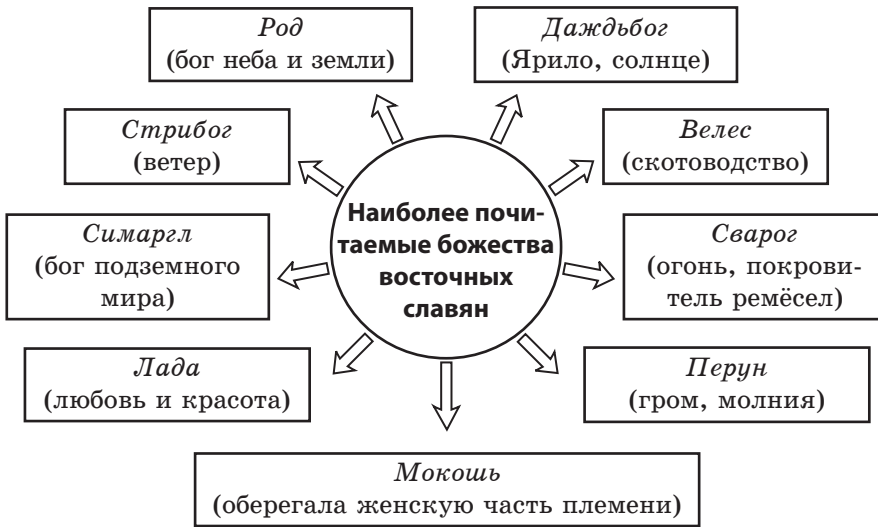 Род
(бог неба и земли)
Даждьбог
(Ярило, солнце)
Стрибог
(ветер)
Велес
(скотоводство)
Наиболее почи-
таемые божества
восточных
славян
Симаргл
(бог подземного
мира)
Сварог
(огонь, покрови-
тель ремёсел)
Лада
(любовь и красота)
Перун
(гром, молния)
Мокошь
(оберегала женскую часть племени)